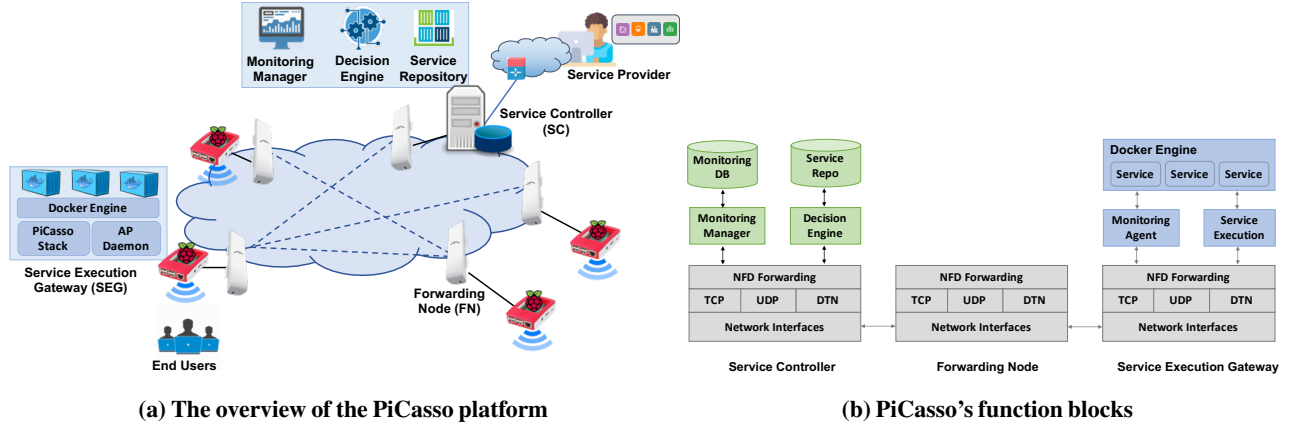 Monitoring
Manager
Decision
Engine
Service
Repository
Service Provider
Service Controller
(SC)
Docker Engine
PiCasso
Stack
AP
Daemon
Service Execution
Gateway (SEG)
Forwarding
Node (FN)
End Users
(a) The overview of the PiCasso platform
Monitoring
DB
Service
Repo
Monitoring
Manager
Decision
Engine
NFD Forwarding
TCP UDP DTN
Network Interfaces
Service Controller
NFD Forwarding
TCP UDP DTN
Network Interfaces
Forwarding Node
Docker Engine
Service Service Service
Monitoring
Agent
Service
Execution
NFD Forwarding
TCP UDP DTN
Network Interfaces
Service Execution Gateway
(b) PiCasso's function blocks